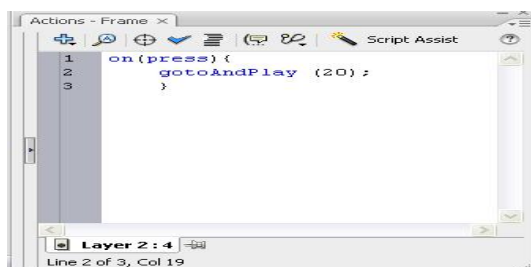 Actions - Frame ×
Script Assist
1 on(press){
2 gotoAndPlay (20);
3 }
Layer 2 : 4
Line 2 of 3, Col 19